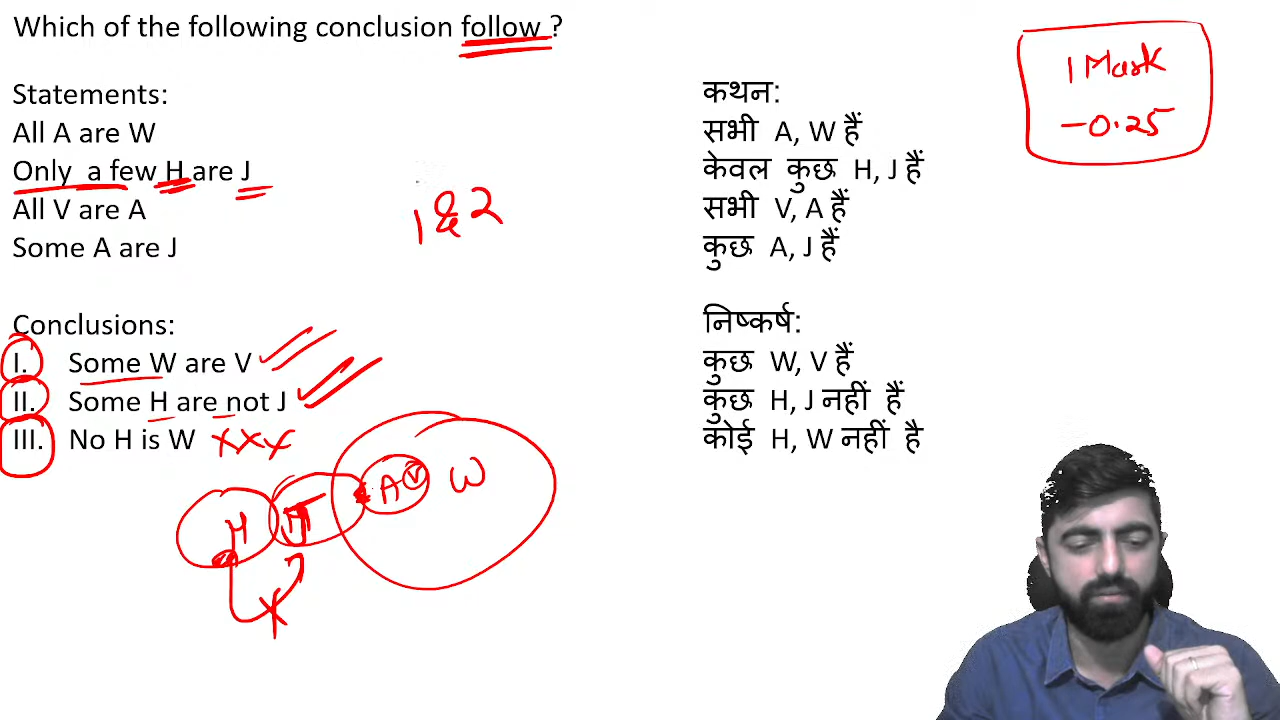 Which of the following conclusion follow ?
Statements:
All A are W
Only a few H are J
All V are A
Some A are J
1 & 2
Conclusions:
I. Some W are V
II. Some H are not J
III. No H is W
H
J
A
V
W
कथन:
सभी A, W हैं
केवल कुछ H, J हैं
सभी V, A हैं
कुछ A, J हैं
निष्कर्ष:
कुछ W, V हैं
कुछ H, J नहीं हैं
कोई H, W नहीं है
1 Mark
-0.25